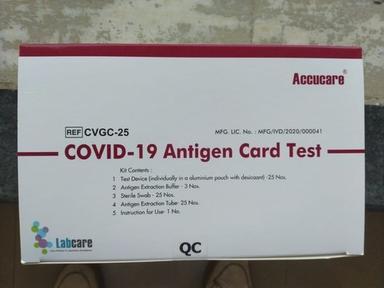 Accucare®
REF CVGC-25
MFG. LIC. No. : MFG/IVD/2020/000041
COVID-19 Antigen Card Test
Kit Contents :
1 Test Device (individually in a aluminium pouch with desiccant) -25 Nos.
2 Antigen Extraction Buffer - 3 Nos.
3 Sterile Swab - 25 Nos.
4 Antigen Extraction Tube- 25 Nos.
5 Instruction for Use- 1 No.
Labcare
QC